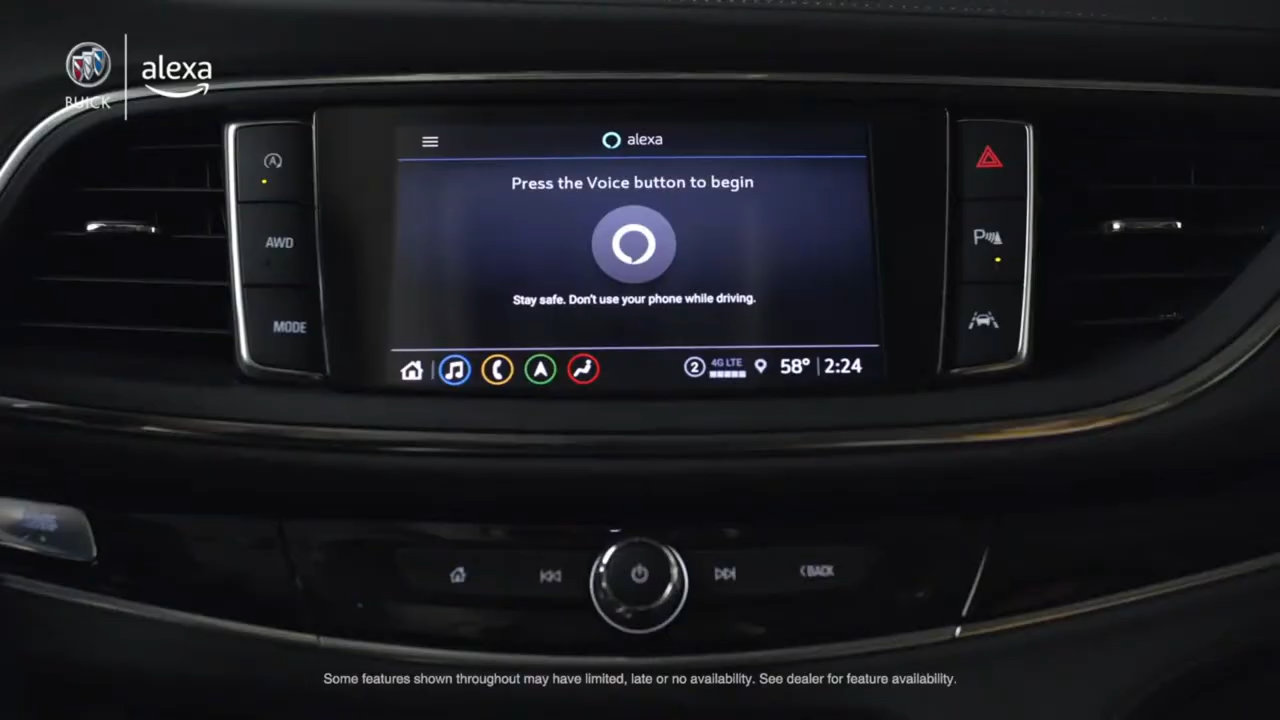 BUICK
alexa
alexa
Press the Voice button to begin
Stay safe. Don't use your phone while driving.
AWD
MODE
2 4G LTE 58° 2:24
BACK
Some features shown throughout may have limited, late or no availability. See dealer for feature availability.